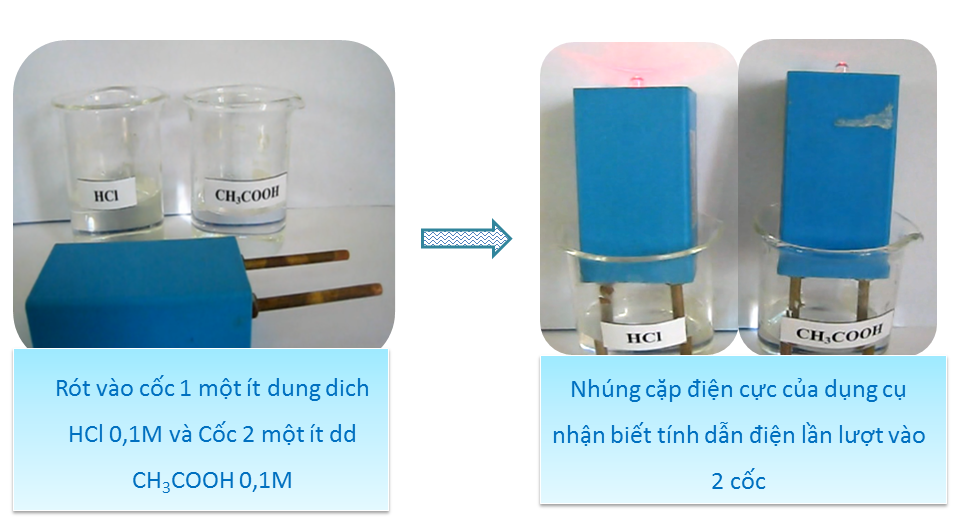 HCl
CH₃COOH
Rót vào cốc 1 một ít dung dich
HCl 0,1M và Cốc 2 một ít dd
CH₃COOH 0,1M
HCl
CH₃COOH
Nhúng cặp điện cực của dụng cụ
nhận biết tính dẫn điện lần lượt vào
2 cốc